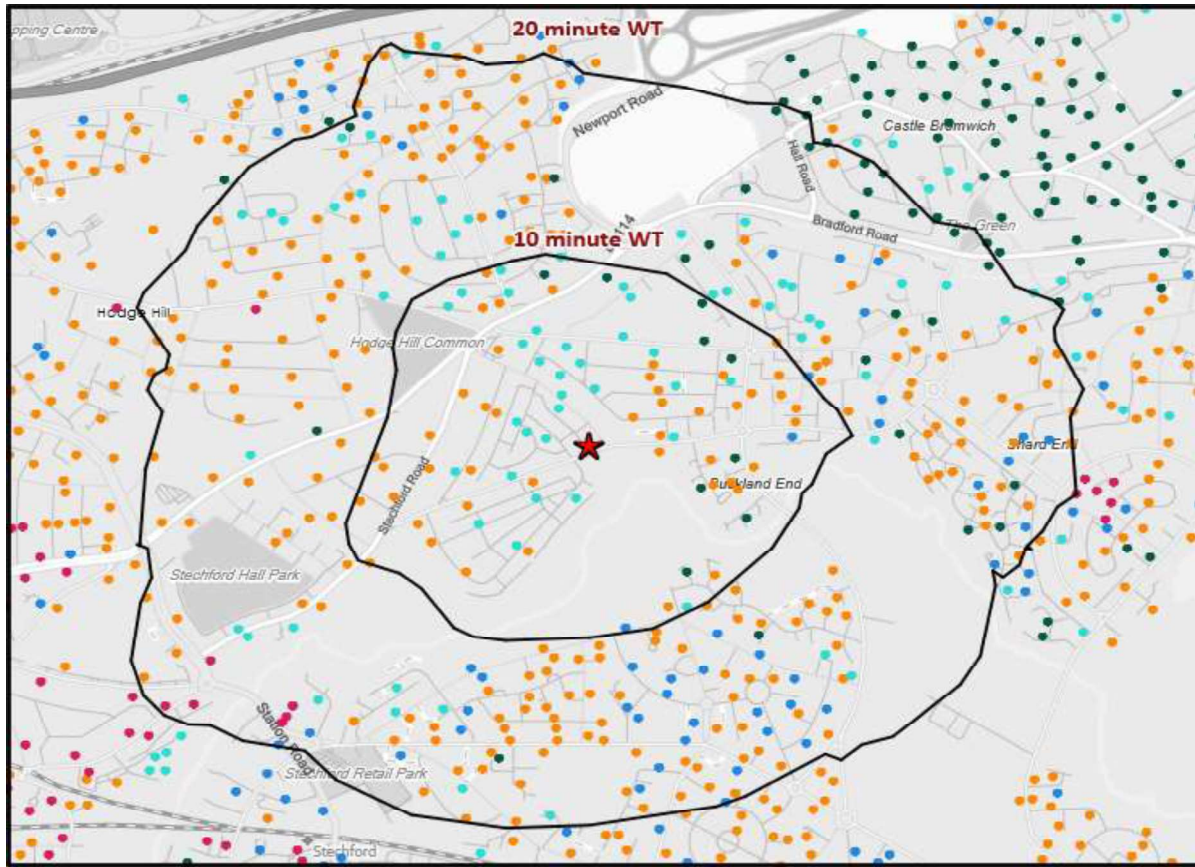 pping Centre
20 minute WT
Newport Road
Castle Bromwich
Hall Road
Bradford Road
The Green
10 minute WT
Hodge Hill
Hodge Hill Common
Shard End
Buckland End
Stechford Road
Stechford Hall Park
Station Road
Stechford Retail Park
Stechford